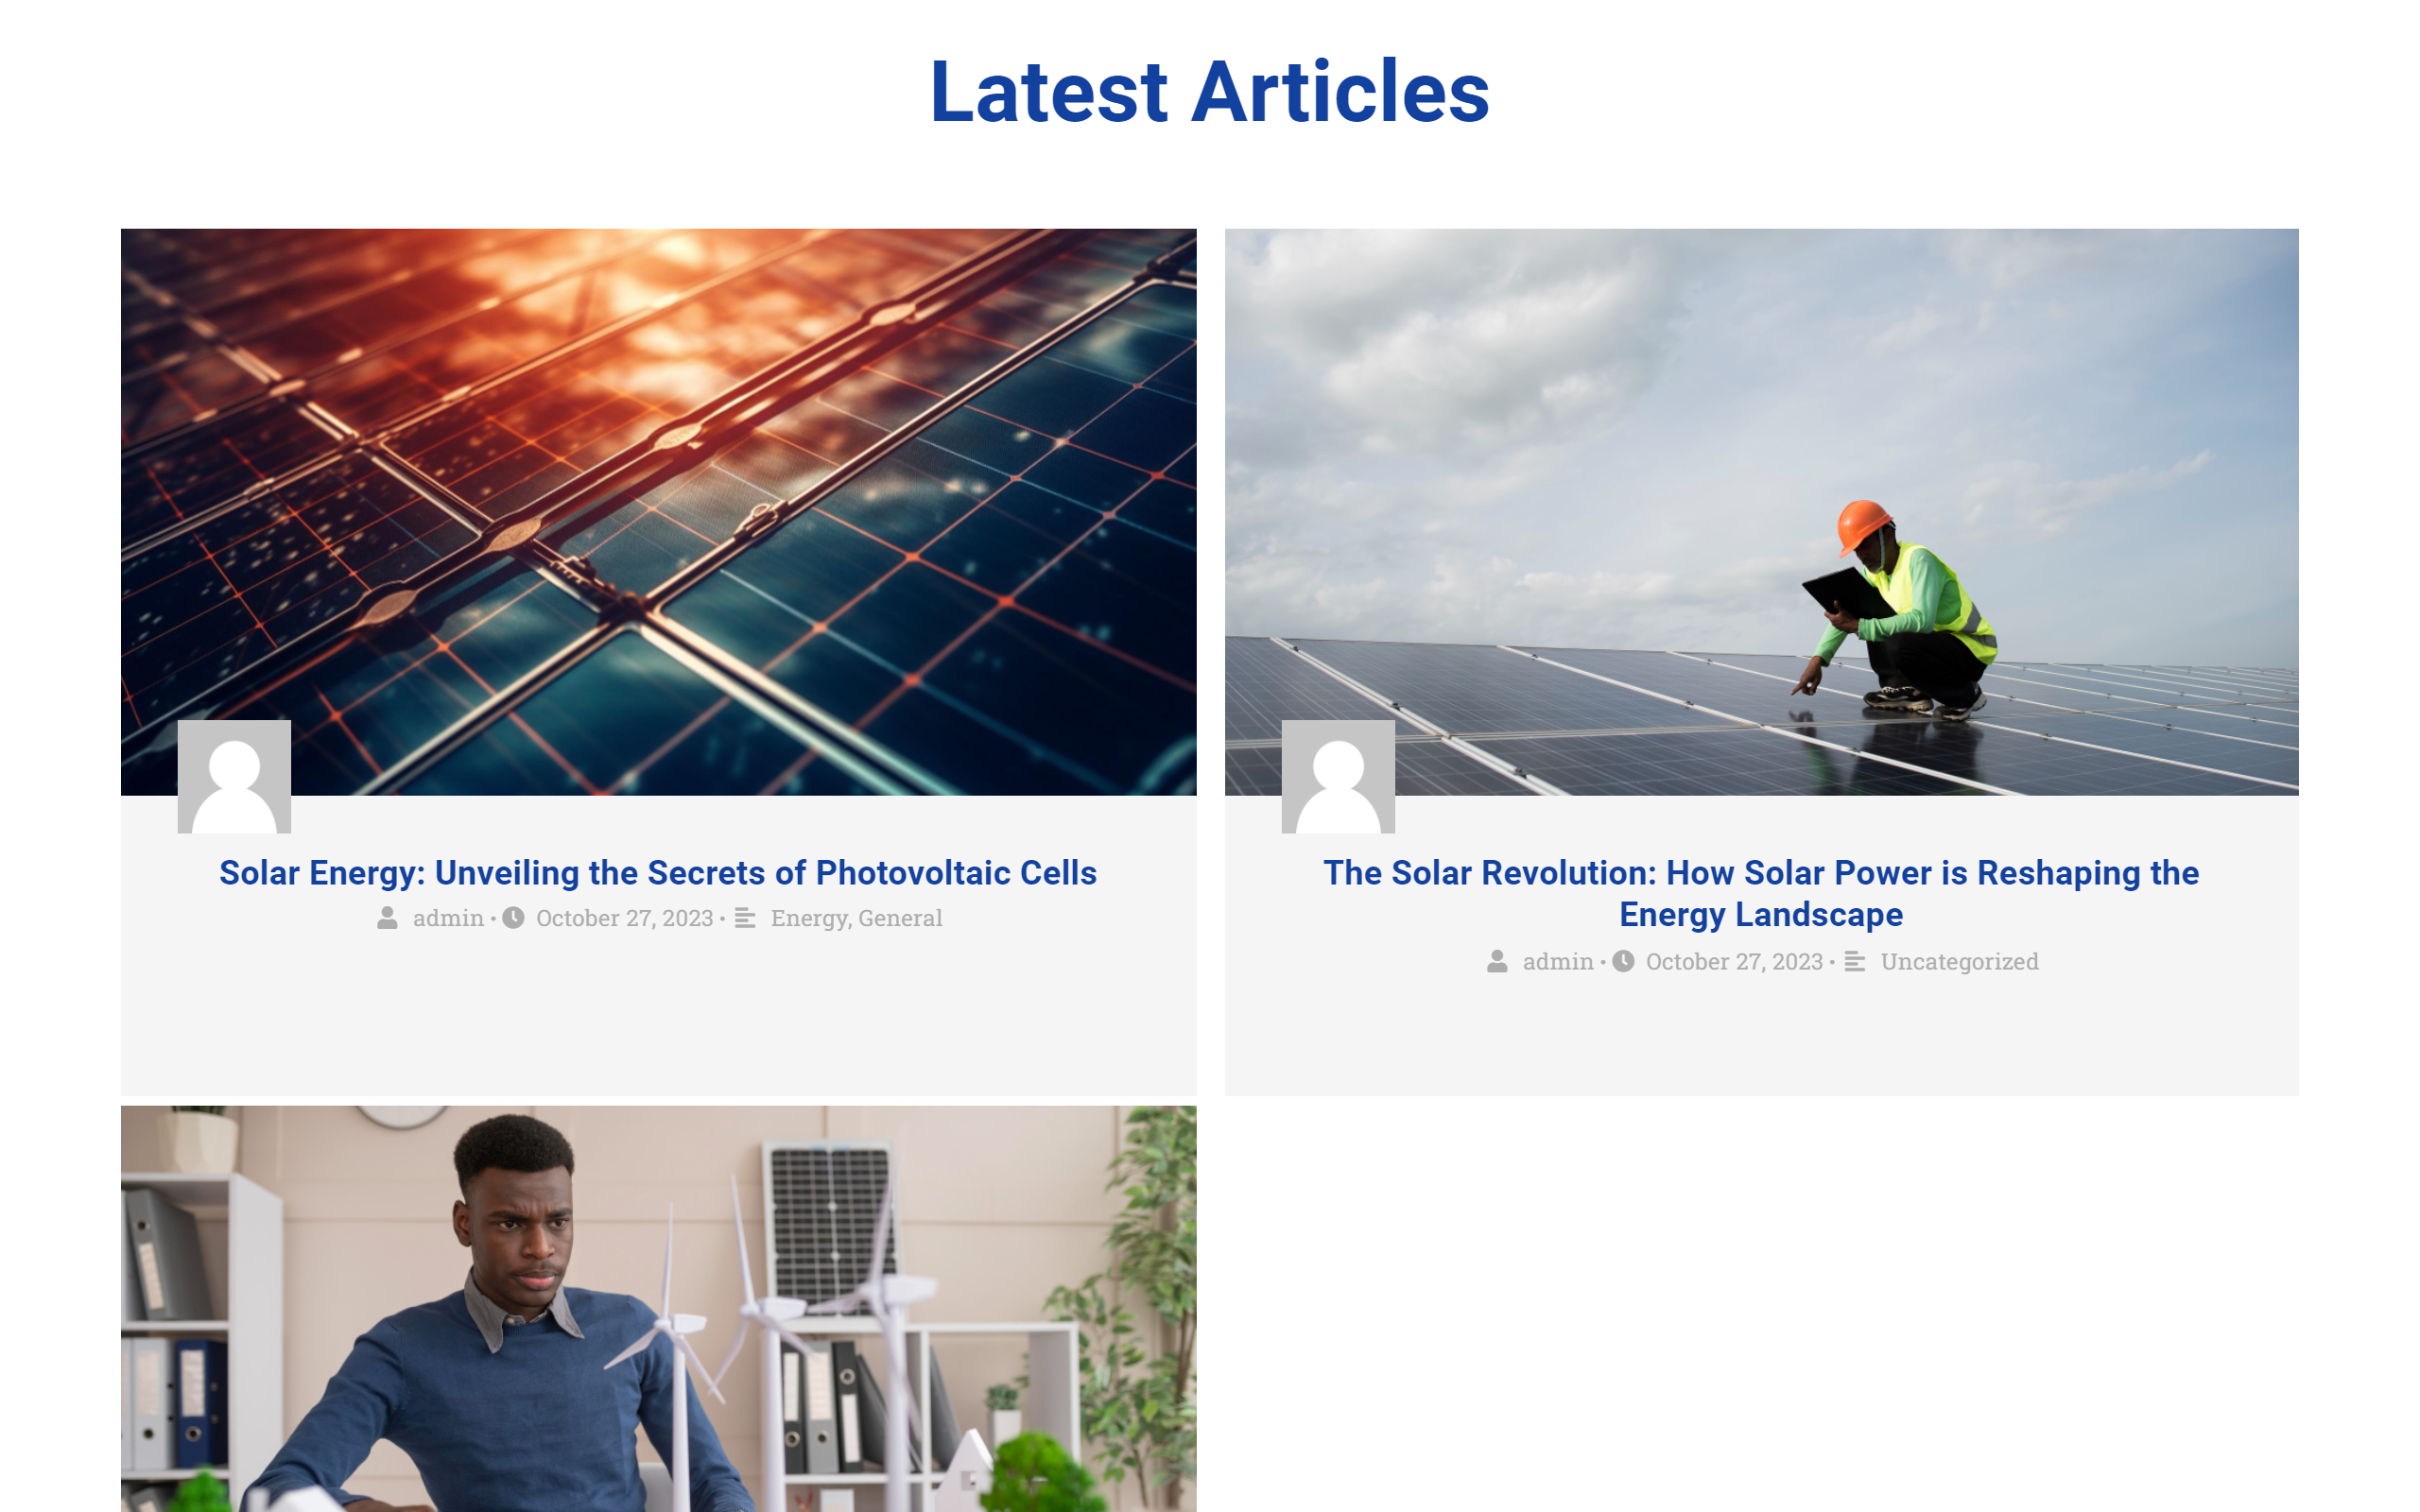 Latest Articles
Solar Energy: Unveiling the Secrets of Photovoltaic Cells
admin • October 27, 2023 • Energy, General
The Solar Revolution: How Solar Power is Reshaping the
Energy Landscape
admin • October 27, 2023 • Uncategorized